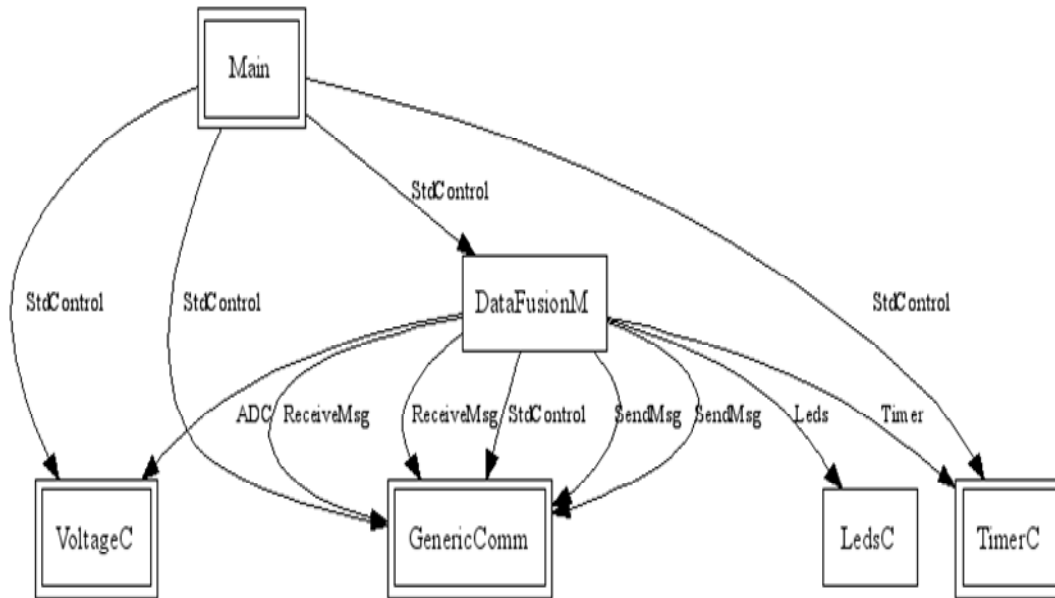 Main
StdControl
DataFusionM
StdControl
StdControl
StdControl
ADC
ReceiveMsg
ReceiveMsg
StdControl
SendMsg
SendMsg
Leds
Timer
VoltageC
GenericComm
LedsC
TimerC